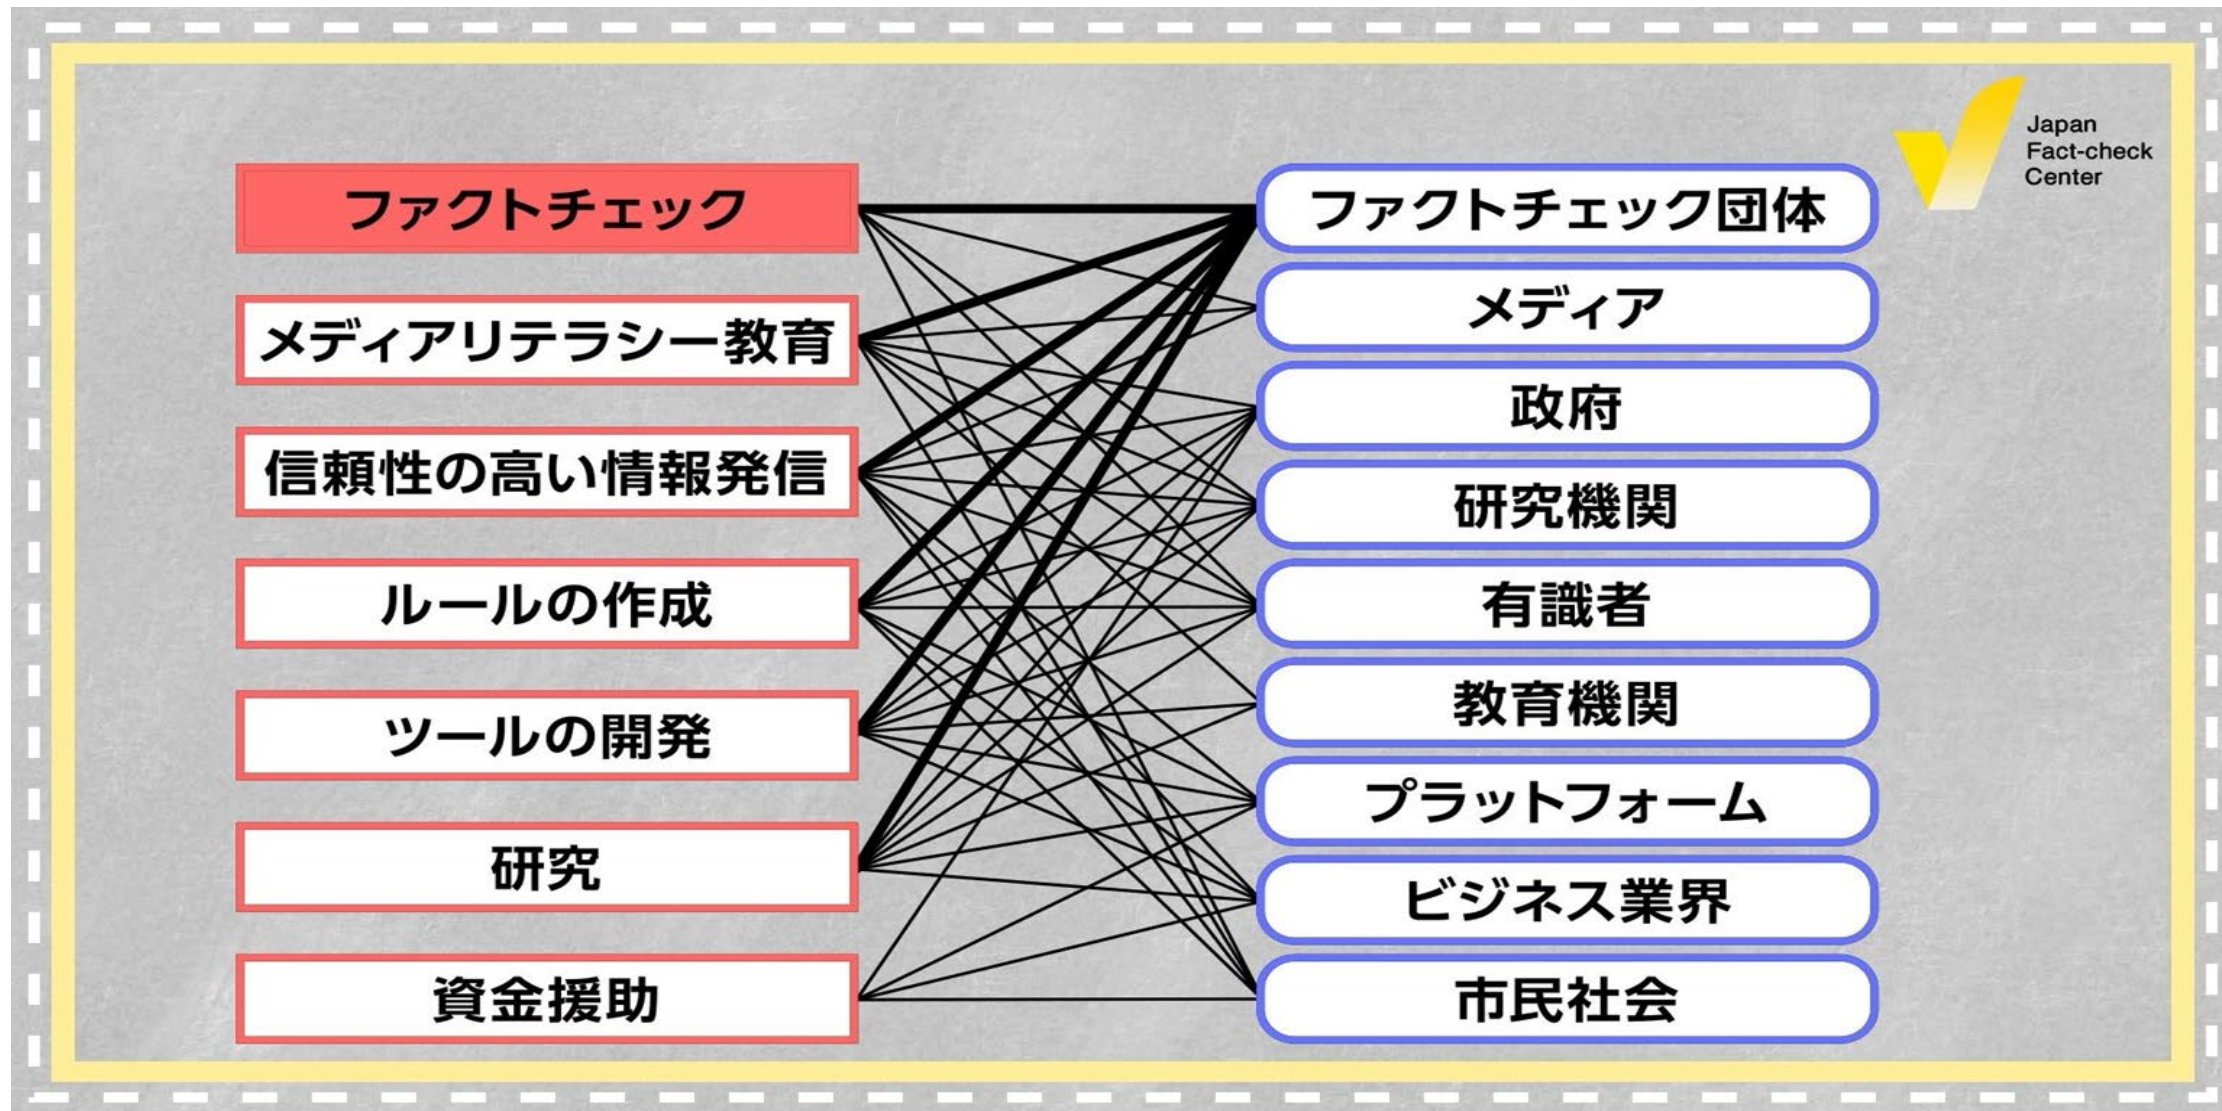 Japan
Fact-check
Center
ファクトチェック
メディアリテラシー教育
信頼性の高い情報発信
ルールの作成
ツールの開発
研究
資金援助
ファクトチェック団体
メディア
政府
研究機関
有識者
教育機関
プラットフォーム
ビジネス業界
市民社会